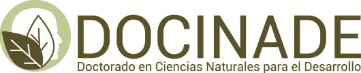 DOCINADE
Doctorado en Ciencias Naturales para el Desarrollo